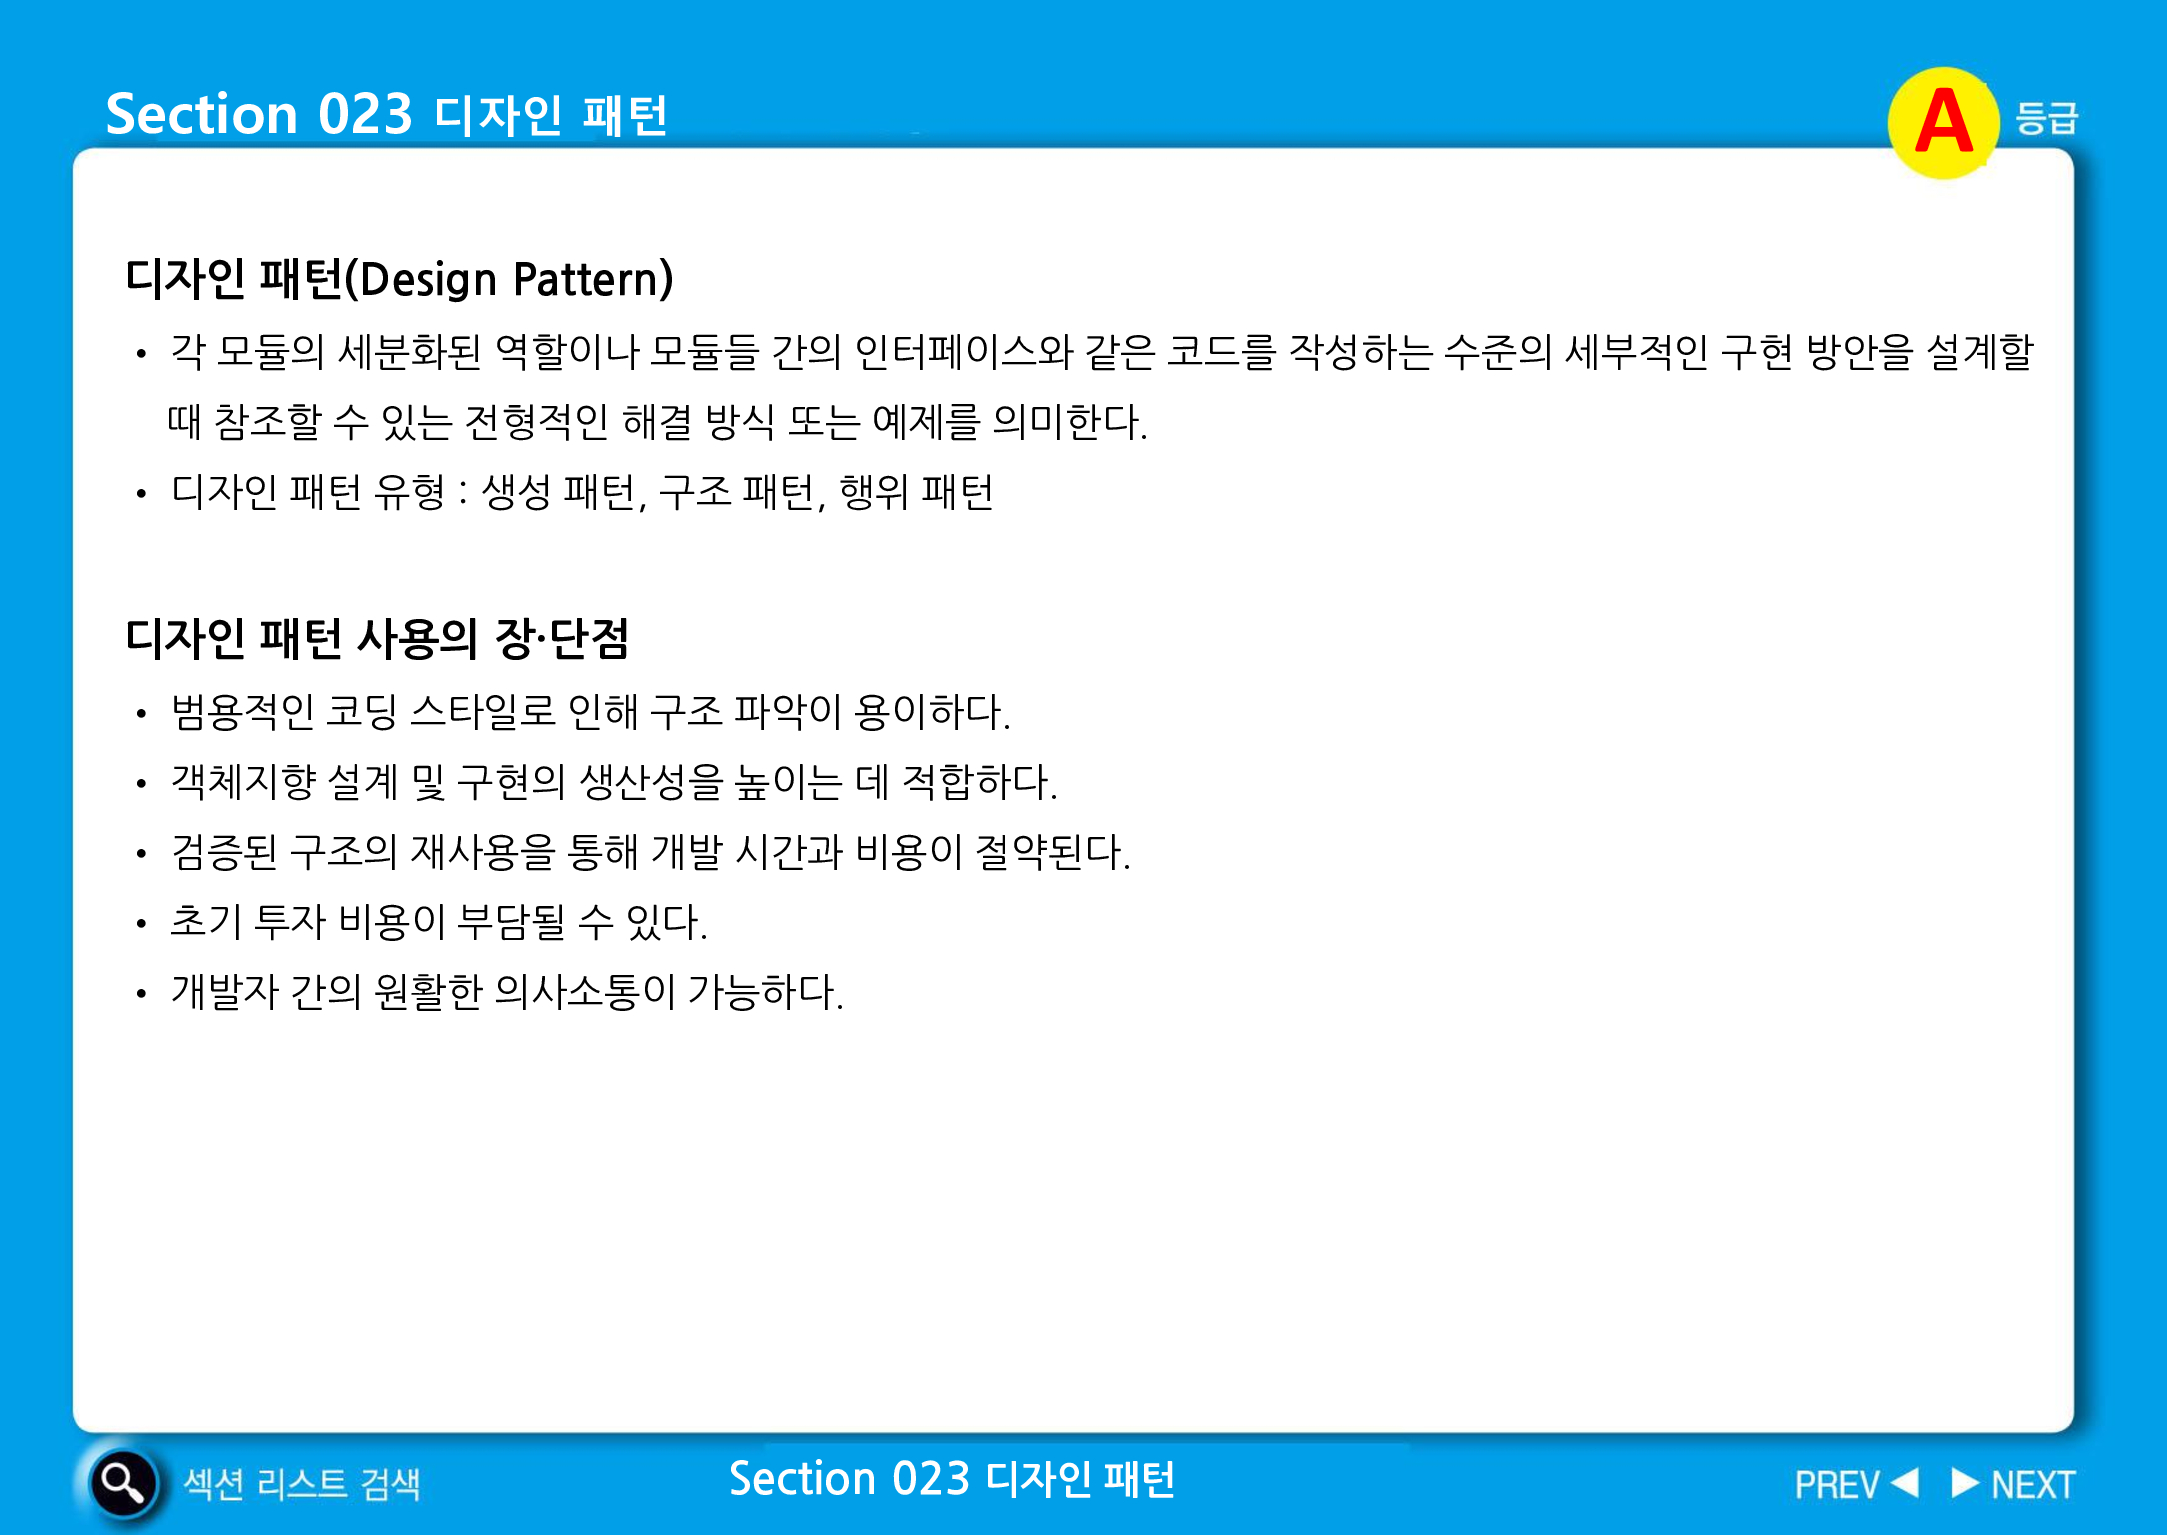 Section 023 디자인 패턴
A 등급
디자인 패턴(Design Pattern)
• 각 모듈의 세분화된 역할이나 모듈들 간의 인터페이스와 같은 코드를 작성하는 수준의 세부적인 구현 방안을 설계할
때 참조할 수 있는 전형적인 해결 방식 또는 예제를 의미한다.
• 디자인 패턴 유형 : 생성 패턴, 구조 패턴, 행위 패턴
디자인 패턴 사용의 장·단점
• 범용적인 코딩 스타일로 인해 구조 파악이 용이하다.
• 객체지향 설계 및 구현의 생산성을 높이는 데 적합하다.
• 검증된 구조의 재사용을 통해 개발 시간과 비용이 절약된다.
• 초기 투자 비용이 부담될 수 있다.
• 개발자 간의 원활한 의사소통이 가능하다.
섹션 리스트 검색
Section 023 디자인 패턴
PREV ◀ ▶ NEXT